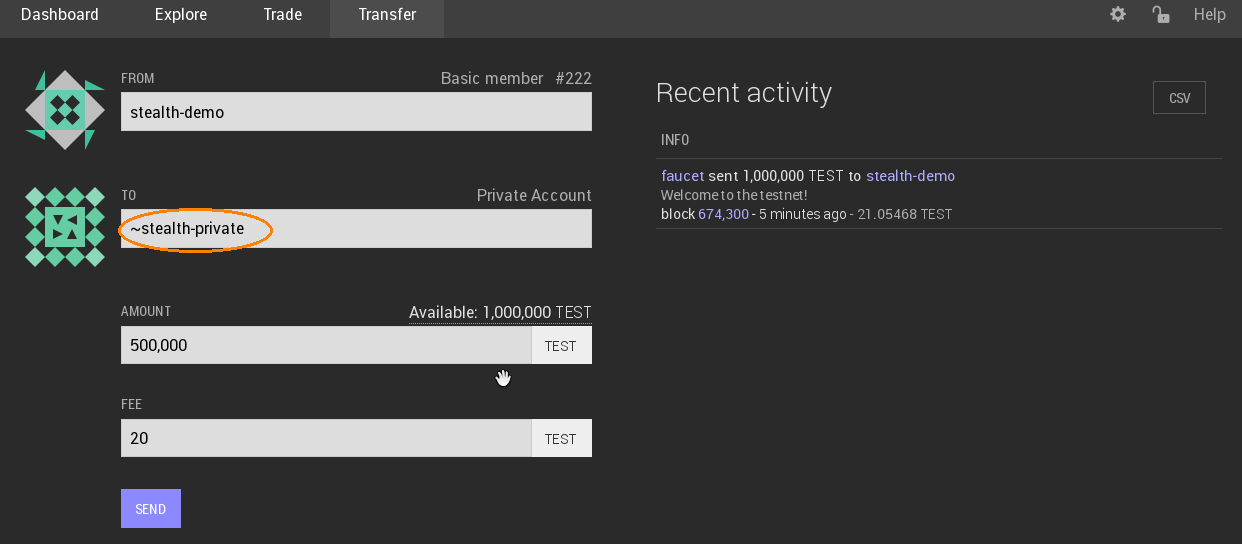 Dashboard Explore Trade Transfer Help
FROM Basic member #222
stealth-demo
TO Private Account
~stealth-private
AMOUNT Available: 1,000,000 TEST
500,000 TEST
FEE
20 TEST
SEND
Recent activity CSV
INFO
faucet sent 1,000,000 TEST to stealth-demo
Welcome to the testnet!
block 674,300 - 5 minutes ago - 21.05468 TEST